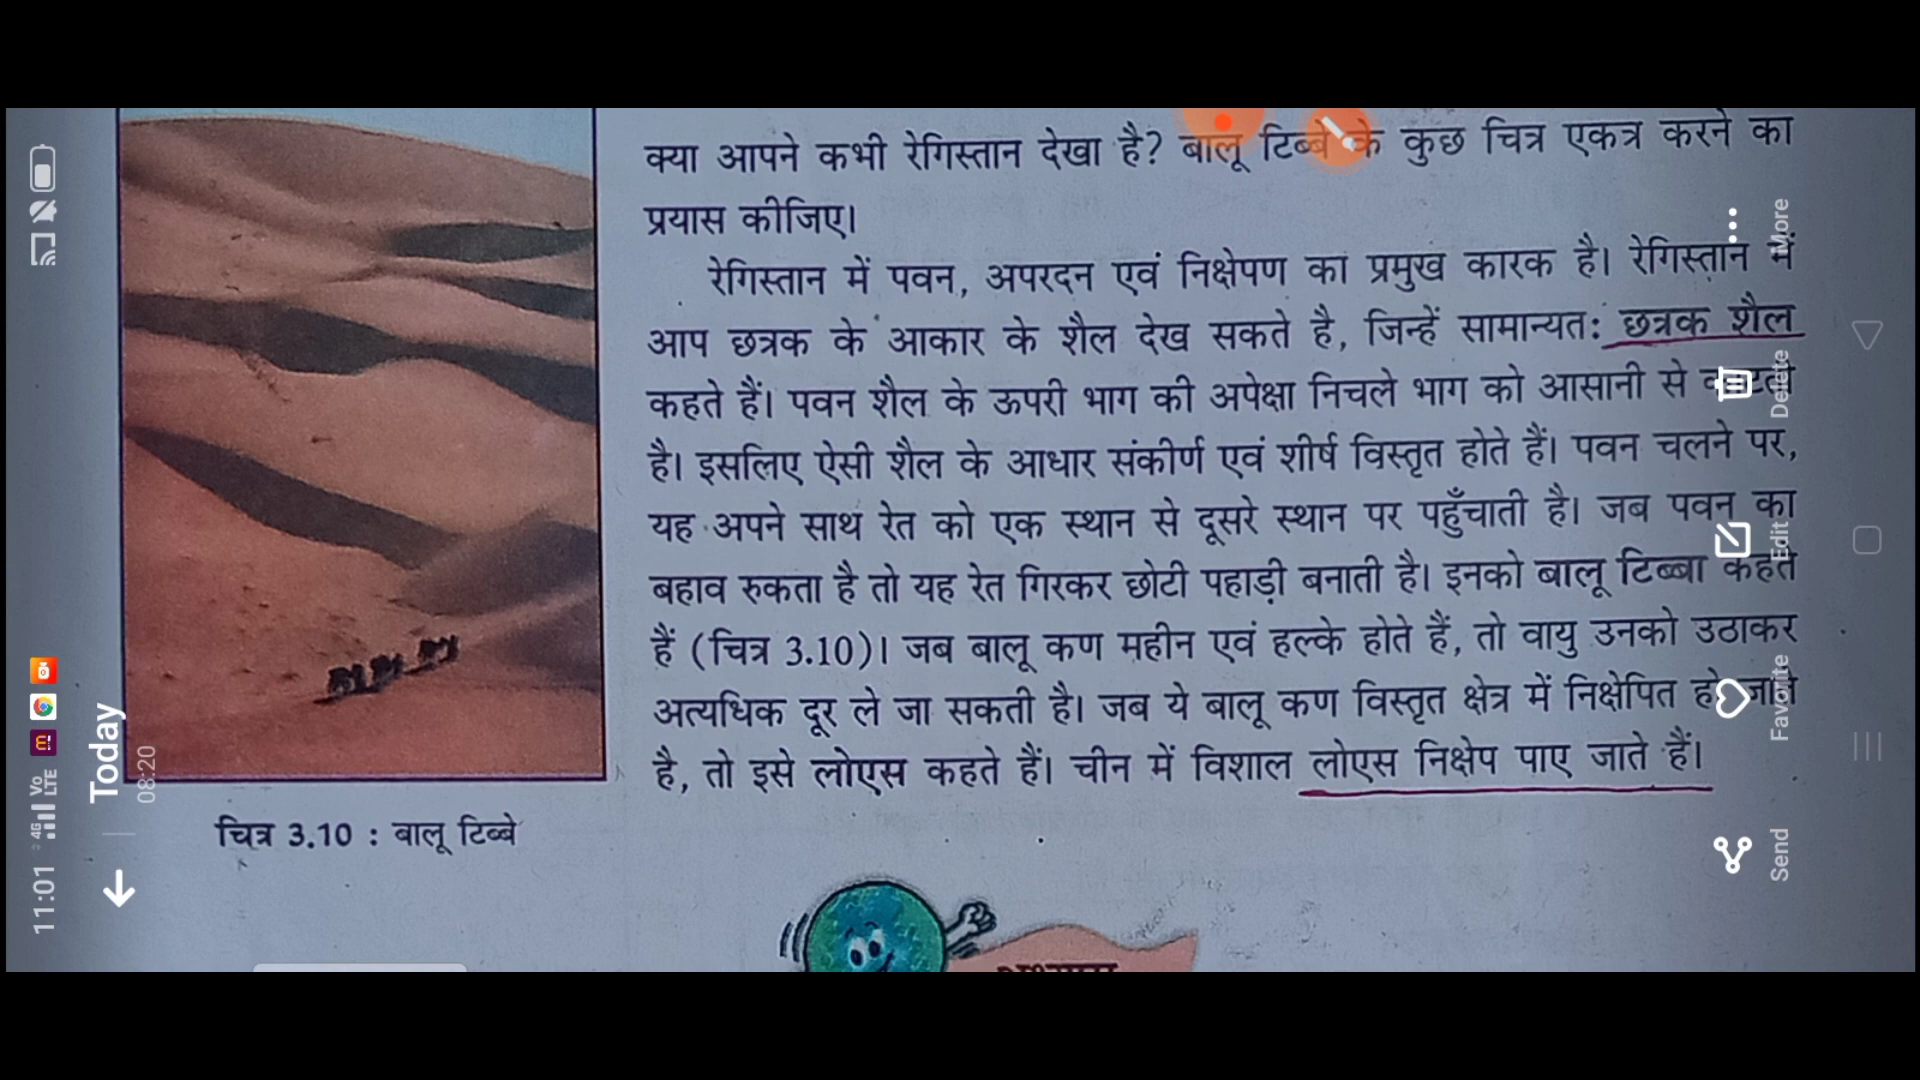 क्या आपने कभी रेगिस्तान देखा है? बालू टिब्बे के कुछ चित्र एकत्र करने का
प्रयास कीजिए।
रेगिस्तान में पवन, अपरदन एवं निक्षेपण का प्रमुख कारक है। रेगिस्तान में
आप छत्रक के आकार के शैल देख सकते है, जिन्हें सामान्यतः छत्रक शैल
कहते हैं। पवन शैल के ऊपरी भाग की अपेक्षा निचले भाग को आसानी से
है। इसलिए ऐसी शैल के आधार संकीर्ण एवं शीर्ष विस्तृत होते हैं। पवन चलने पर,
यह अपने साथ रेत को एक स्थान से दूसरे स्थान पर पहुँचाती है। जब पवन का
बहाव रुकता है तो यह रेत गिरकर छोटी पहाड़ी बनाती है। इनको बालू टिब्बा कहते
हैं (चित्र 3.10)। जब बालू कण महीन एवं हल्के होते हैं, तो वायु उनको उठाकर
अत्यधिक दूर ले जा सकती है। जब ये बालू कण विस्तृत क्षेत्र में निक्षेपित हो जाते
है, तो इसे लोएस कहते हैं। चीन में विशाल लोएस निक्षेप पाए जाते हैं।
चित्र 3.10 : बालू टिब्बे
11:01
4G
Vo LTE
Today
08:20
More
Delete
Edit
Favorite
Send